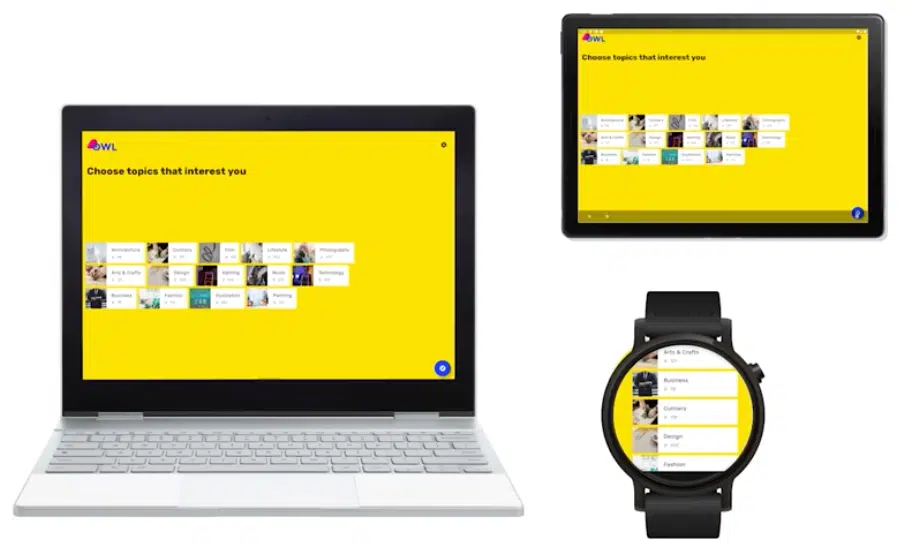 OWL
Choose topics that interest you
Architecture
Culinary
Film
Lifestyle
Photography
Arts & Crafts
Design
Gaming
Music
Technology
Business
Fashion
Illustration
Painting
OWL
Choose topics that interest you
Architecture
Culinary
Film
Lifestyle
Photography
Arts & Crafts
Design
Gaming
Music
Technology
Business
Fashion
Illustration
Painting
Arts & Crafts
Business
Culinary
Design
Fashion